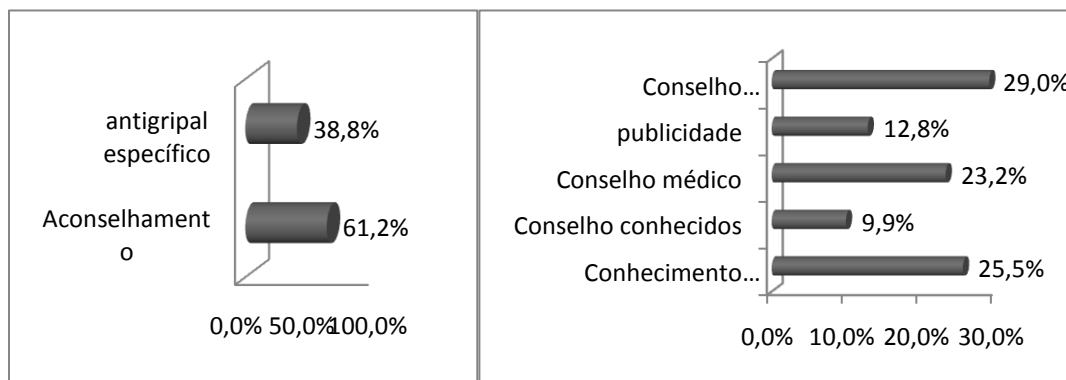 antigripal
específico
38,8%
Aconselhament
o
61,2%
0,0% 50,0% 100,0%
Conselho...
29,0%
publicidade
12,8%
Conselho médico
23,2%
Conselho conhecidos
9,9%
Conhecimento...
25,5%
0,0% 10,0% 20,0% 30,0%